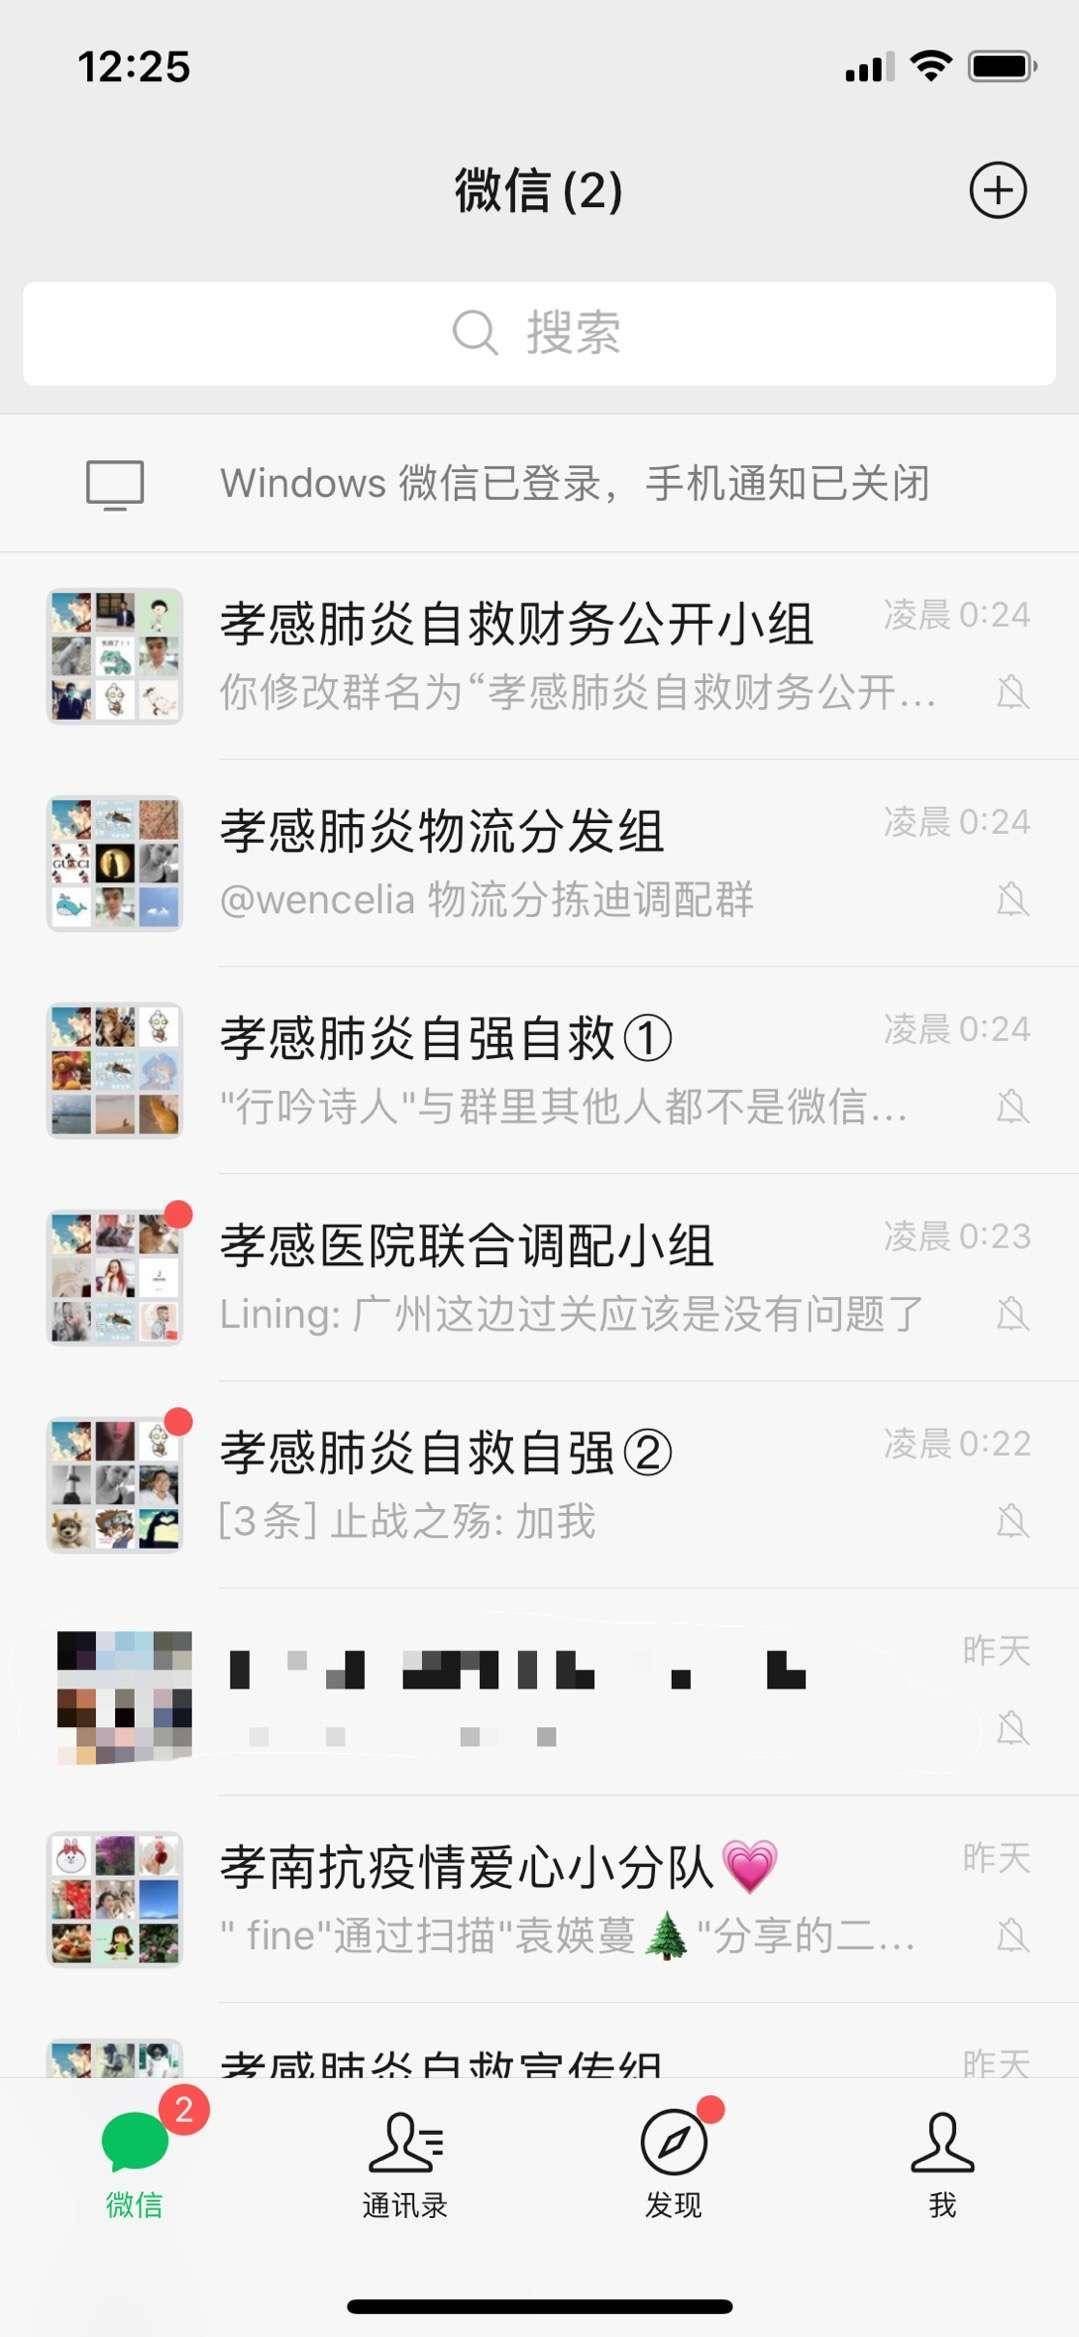 12:25
微信(2)
搜索
Windows 微信已登录，手机通知已关闭
孝感肺炎自救财务公开小组
凌晨 0:24
你修改群名为“孝感肺炎自救财务公开...
孝感肺炎物流分发组
凌晨 0:24
@wencelia 物流分拣迪调配群
孝感肺炎自强自救①
凌晨 0:24
"行吟诗人"与群里其他人都不是微信...
孝感医院联合调配小组
凌晨 0:23
Lining: 广州这边过关应该是没有问题了
孝感肺炎自救自强②
凌晨 0:22
[3条] 止战之殇: 加我
昨天
孝南抗疫情爱心小分队💗
昨天
" fine"通过扫描"袁媖蔓🌲"分享的二...
孝感肺炎自救宣传组
昨天
2
微信
通讯录
发现
我